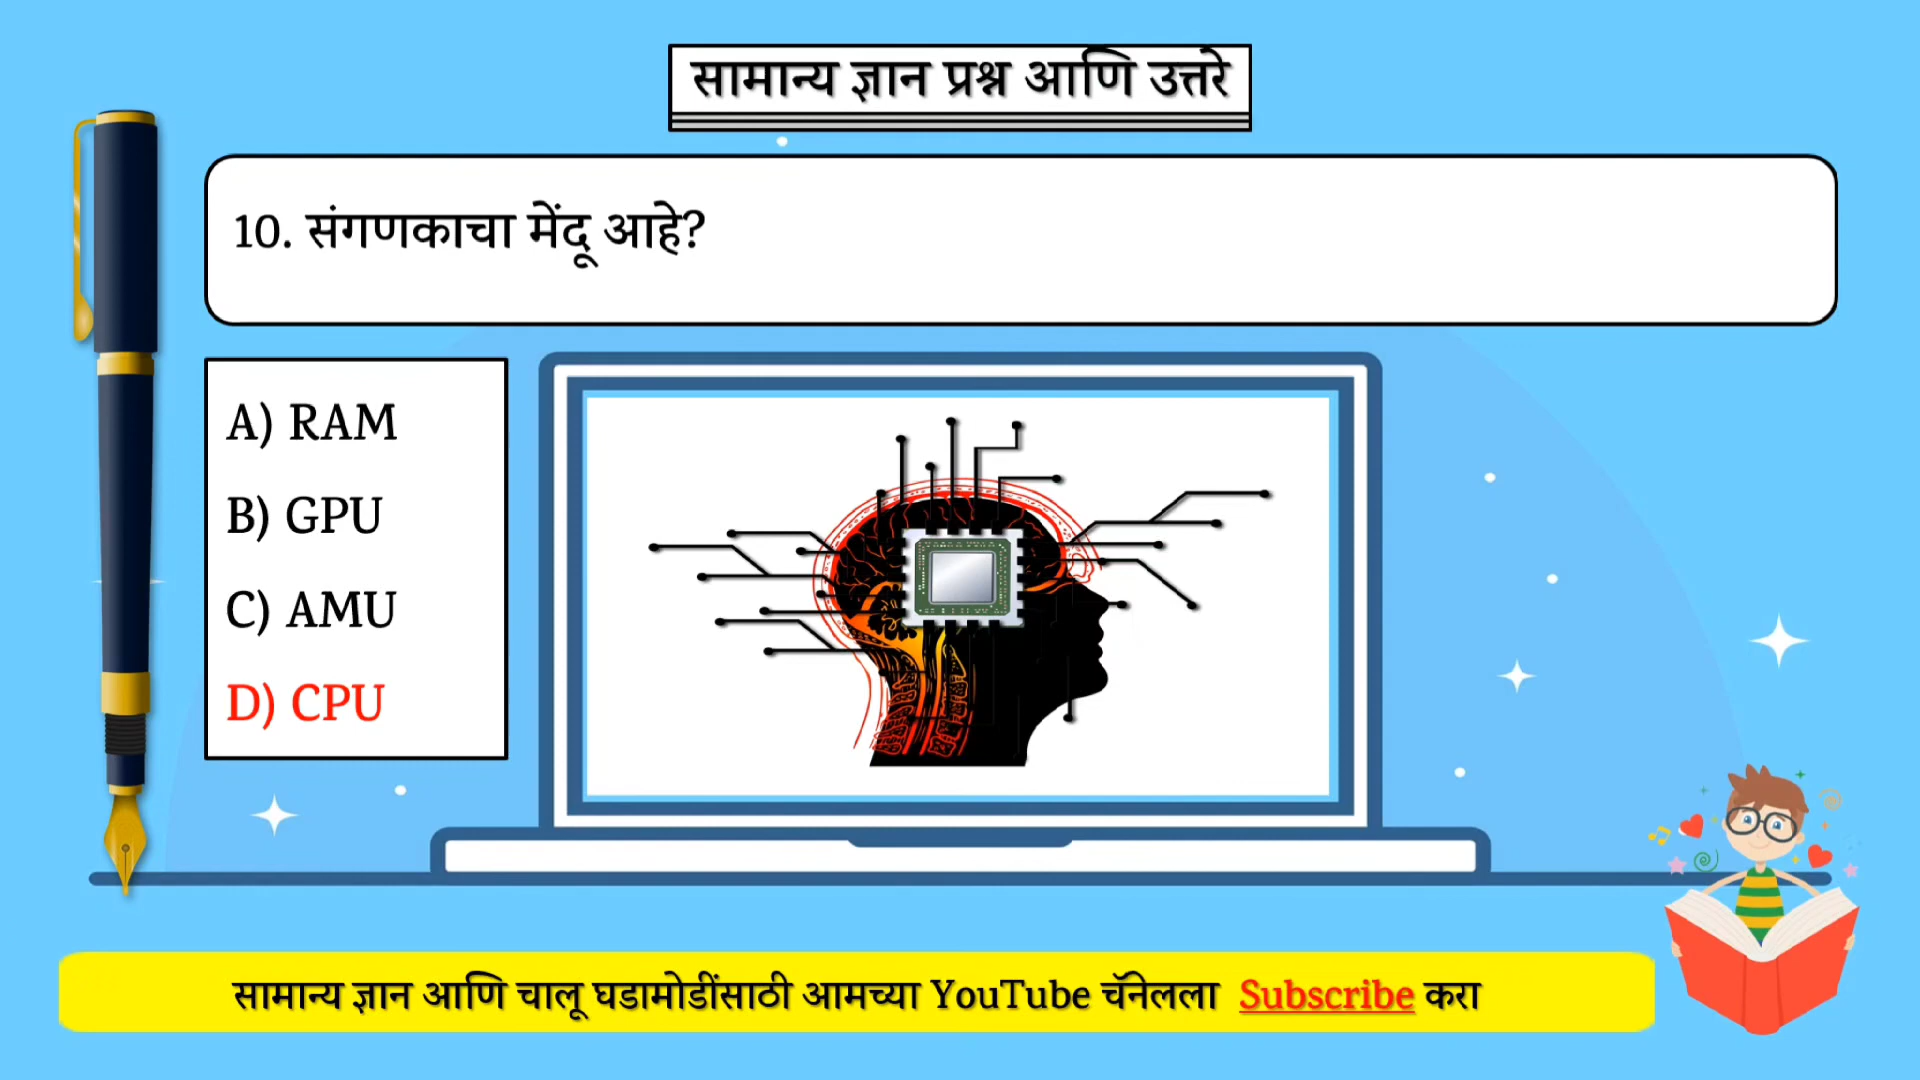 सामान्य ज्ञान प्रश्न आणि उत्तरे
10. संगणकाचा मेंदू आहे?
A) RAM
B) GPU
C) AMU
D) CPU
सामान्य ज्ञान आणि चालू घडामोडींसाठी आमच्या YouTube चॅनेलला Subscribe करा